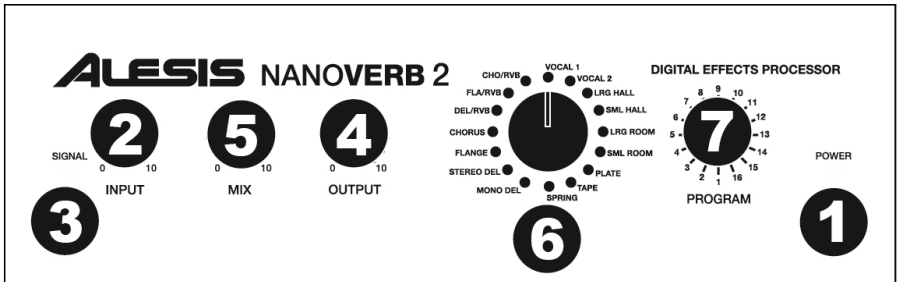 ALESIS NANOVERB 2
DIGITAL EFFECTS PROCESSOR
VOCAL 1
VOCAL 2
LRG HALL
SML HALL
LRG ROOM
SML ROOM
PLATE
TAPE
SPRING
MONO DEL
STEREO DEL
FLANGE
CHORUS
DEL/RVB
FLA/RVB
CHO/RVB
2
5
4
7
SIGNAL
0 10
0 10
0 10
INPUT
MIX
OUTPUT
1
2
3
4
5
6
7
8
9
10
11
12
13
14
15
16
PROGRAM
POWER
3
6
1